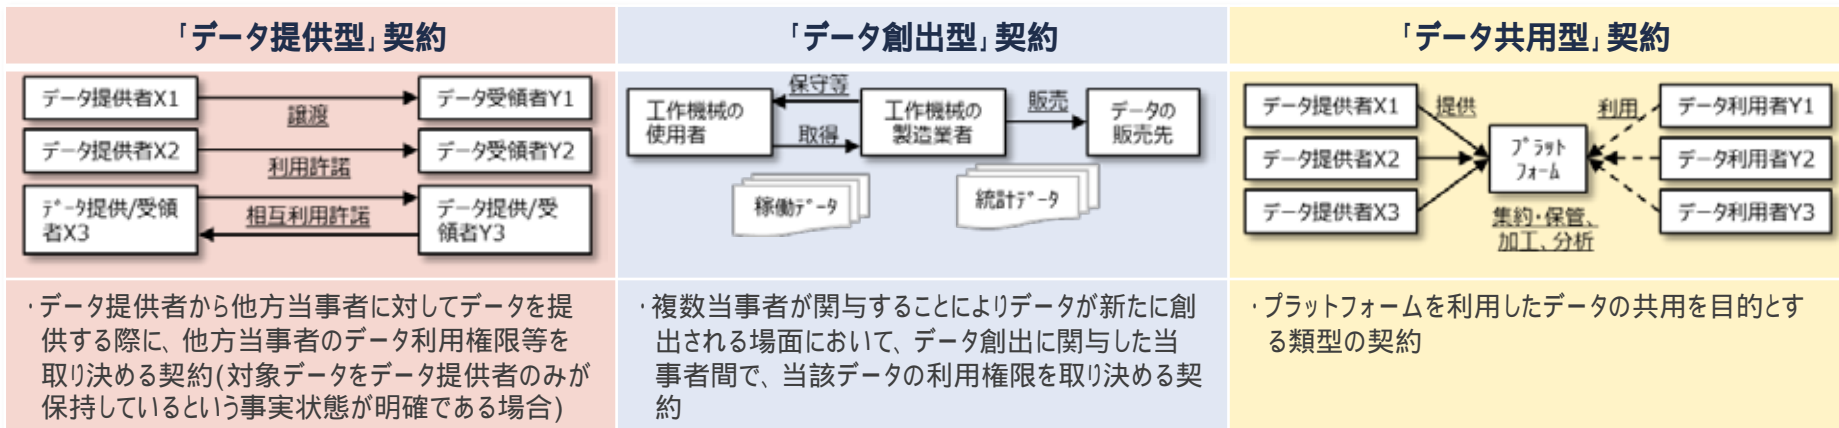 「データ提供型」契約
データ提供者X1
譲渡
データ受領者Y1
データ提供者X2
利用許諾
データ受領者Y2
ﾃﾞｰﾀ提供/受領
者X3
相互利用許諾
データ提供/受
領者Y3
・データ提供者から他方当事者に対してデータを提
供する際に、他方当事者のデータ利用権限等を
取り決める契約(対象データをデータ提供者のみが
保持しているという事実状態が明確である場合)
「データ創出型」契約
工作機械の
使用者
保守等
取得
工作機械の
製造業者
販売
データの
販売先
稼働ﾃﾞｰﾀ
統計ﾃﾞｰﾀ
・複数当事者が関与することによりデータが新たに創
出される場面において、データ創出に関与した当
事者間で、当該データの利用権限を取り決める契
約
「データ共用型」契約
データ提供者X1
提供
利用
データ利用者Y1
データ提供者X2
ﾌﾟﾗｯﾄ
ﾌｫｰﾑ
データ利用者Y2
データ提供者X3
集約・保管、
加工、分析
データ利用者Y3
・プラットフォームを利用したデータの共用を目的とす
る類型の契約